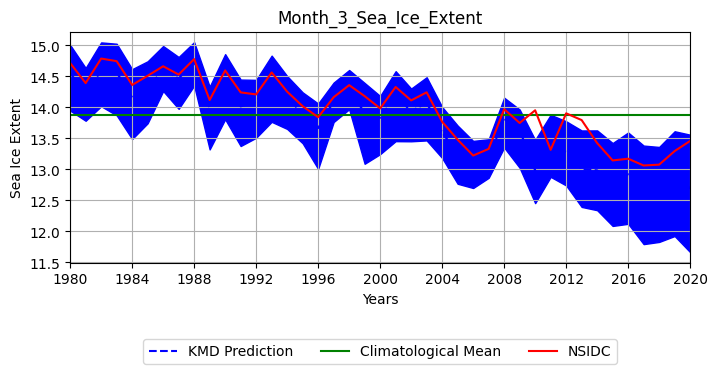 Month_3_Sea_Ice_Extent
15.0
14.5
14.0
13.5
13.0
12.5
12.0
11.5
Sea Ice Extent
1980 1984 1988 1992 1996 2000 2004 2008 2012 2016 2020
Years
KMD Prediction Climatological Mean NSIDC